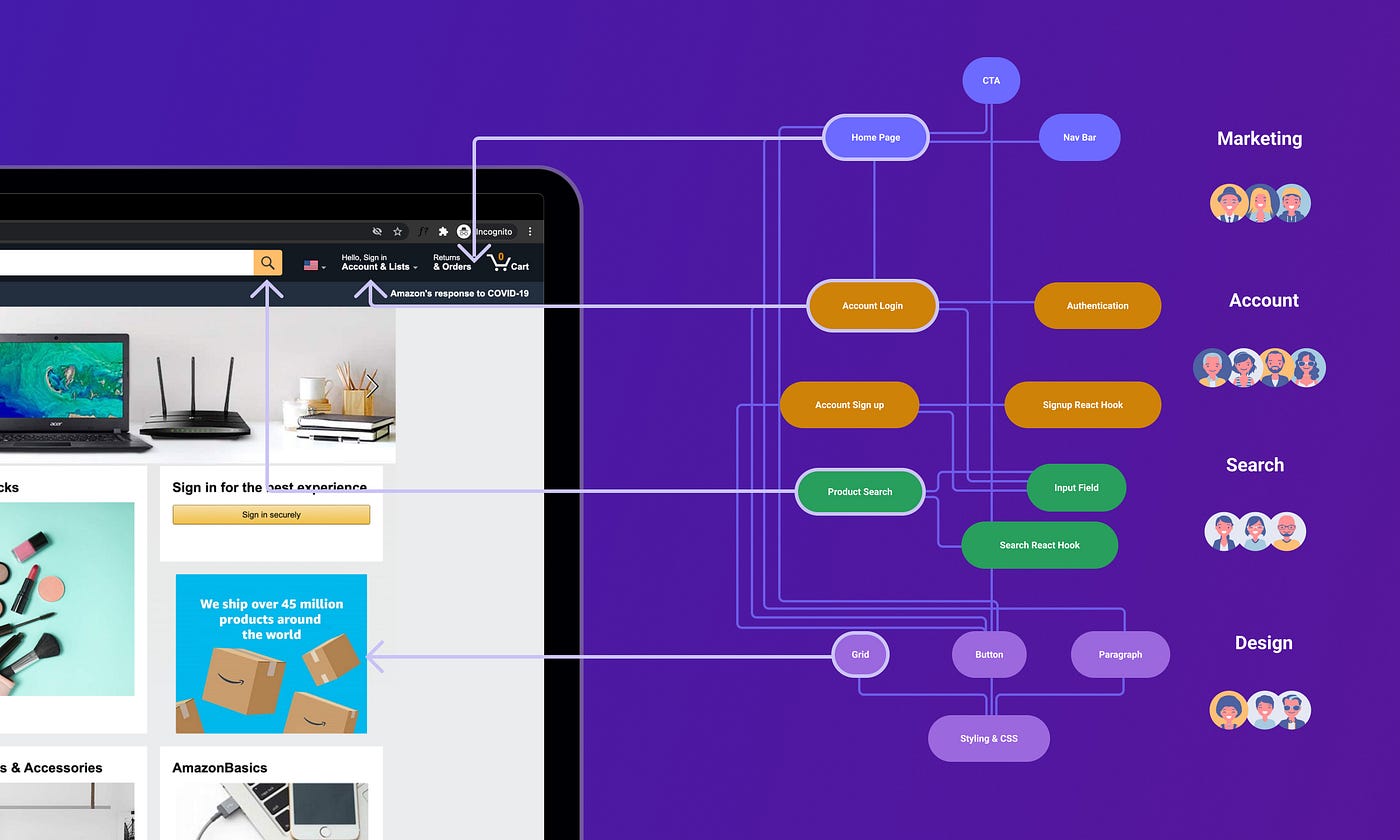 CTA
Home Page
Nav Bar
Marketing
Incognito
Hello, Sign in
Account & Lists
Returns
& Orders
0
Cart
Amazon's response to COVID-19
Account Login
Authentication
Account
acer
Account Sign up
Signup React Hook
Search
cks
Sign in for the best experience
Sign in securely
Product Search
Input Field
Search React Hook
We ship over 45 million
products around
the world
Grid
Button
Paragraph
Design
Styling & CSS
s & Accessories
AmazonBasics